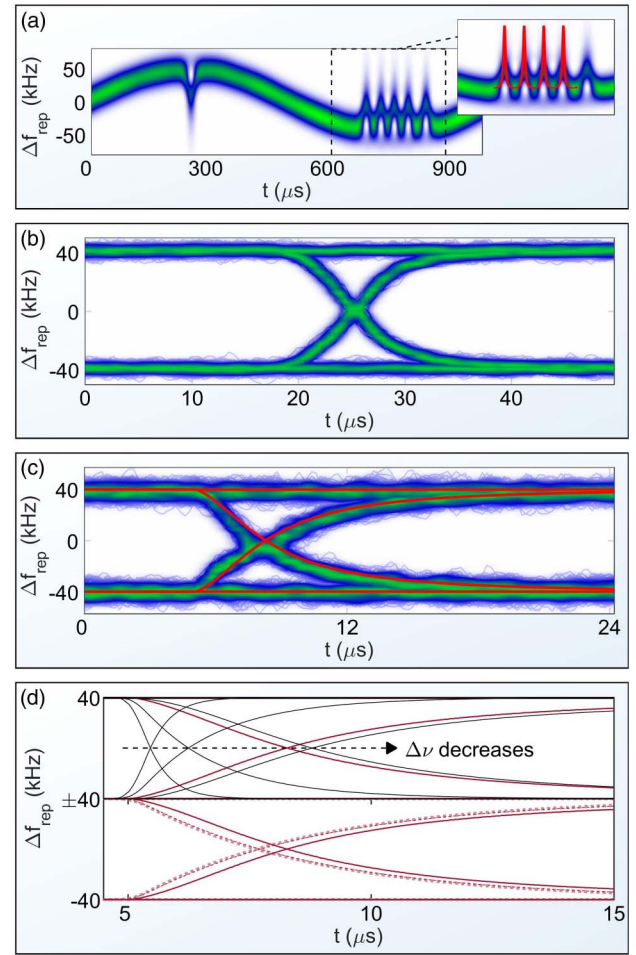 (a)
Δf_rep (kHz)
50
0
-50
0
300
600
900
t (μs)
(b)
Δf_rep (kHz)
40
0
-40
0
10
20
30
40
t (μs)
(c)
Δf_rep (kHz)
40
0
-40
0
12
24
t (μs)
(d)
Δf_rep (kHz)
40
±40
-40
Δν decreases
5
10
15
t (μs)